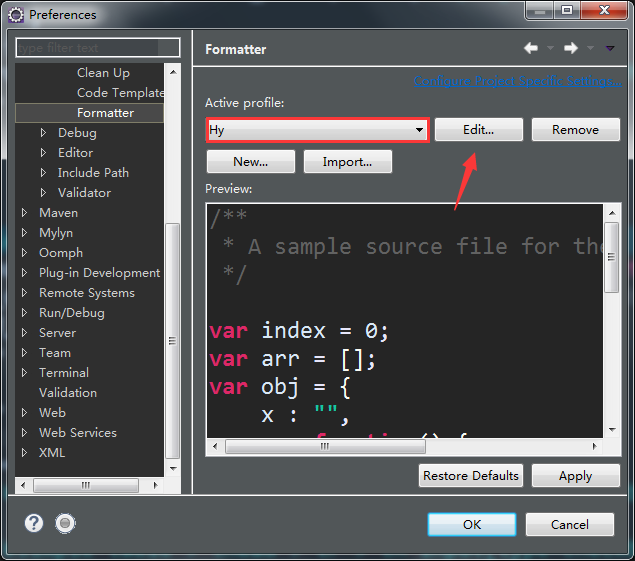 Preferences
type filter text
Clean Up
Code Template
Formatter
Debug
Editor
Include Path
Validator
Maven
Mylyn
Oomph
Plug-in Development
Remote Systems
Run/Debug
Server
Team
Terminal
Validation
Web
Web Services
XML
Formatter
Configure Project Specific Settings...
Active profile:
Hy
Edit...
Remove
New...
Import...
Preview:
/**
* A sample source file for the
*/
var index = 0;
var arr = [];
var obj = {
x : "",
Restore Defaults
Apply
?
OK
Cancel